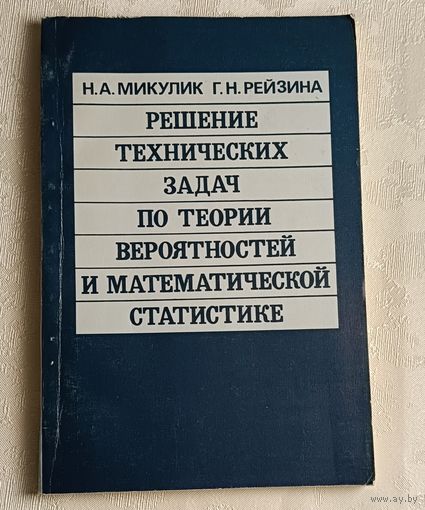 Н.А.МИКУЛИК Г.Н.РЕЙЗИНА
РЕШЕНИЕ
ТЕХНИЧЕСКИХ
ЗАДАЧ
ПО ТЕОРИИ
ВЕРОЯТНОСТЕЙ
И МАТЕМАТИЧЕСКОЙ
СТАТИСТИКЕ
www.ay.by